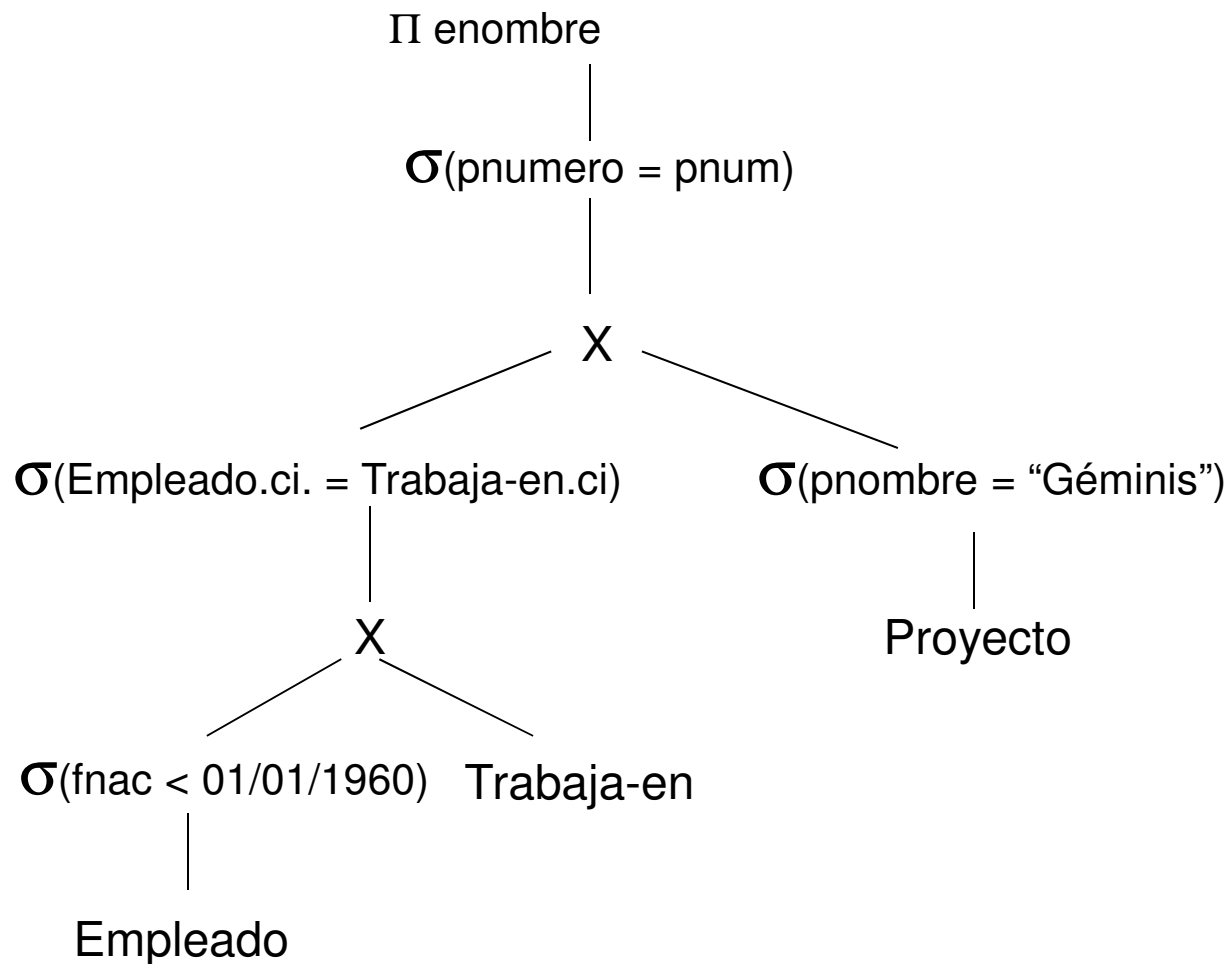 Π enombre
σ(pnumero = pnum)
X
σ(Empleado.ci. = Trabaja-en.ci)
σ(pnombre = “Géminis”)
X
Proyecto
σ(fnac < 01/01/1960)
Trabaja-en
Empleado